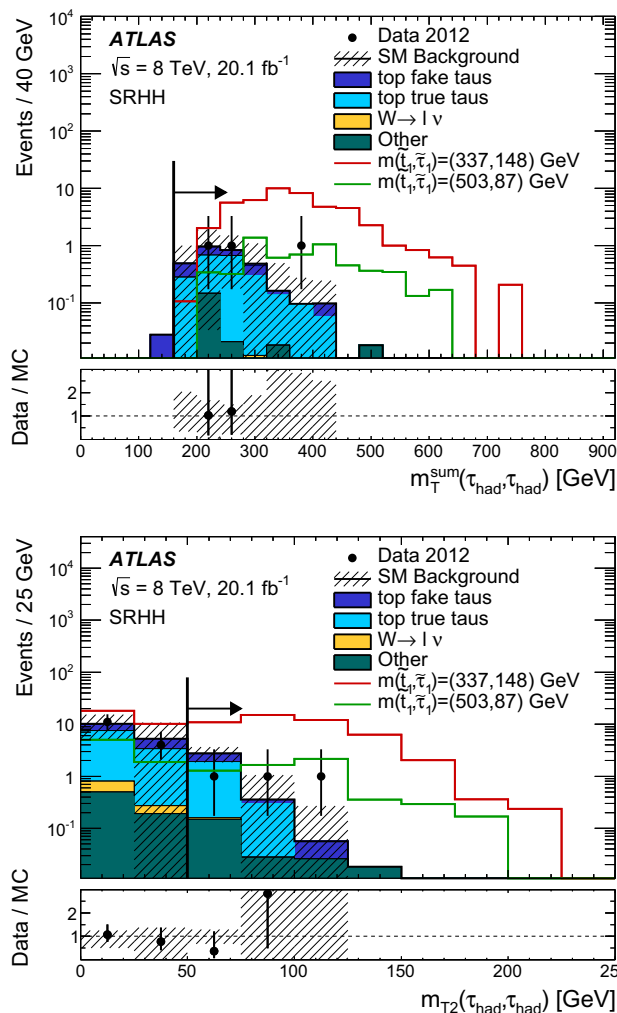 Events / 40 GeV
10⁴
10³
10²
10
1
10⁻¹
ATLAS
√s = 8 TeV, 20.1 fb⁻¹
SRHH
Data 2012
SM Background
top fake taus
top true taus
W→ l ν
Other
m(t̃₁,τ̃₁)=(337,148) GeV
m(t̃₁,τ̃₁)=(503,87) GeV
Data / MC
2
1
0 100 200 300 400 500 600 700 800 900
m_T^sum(τ_had,τ_had) [GeV]
Events / 25 GeV
10⁴
10³
10²
10
1
10⁻¹
ATLAS
√s = 8 TeV, 20.1 fb⁻¹
SRHH
Data 2012
SM Background
top fake taus
top true taus
W→ l ν
Other
m(t̃₁,τ̃₁)=(337,148) GeV
m(t̃₁,τ̃₁)=(503,87) GeV
Data / MC
2
1
0 50 100 150 200 250
m_T2(τ_had,τ_had) [GeV]